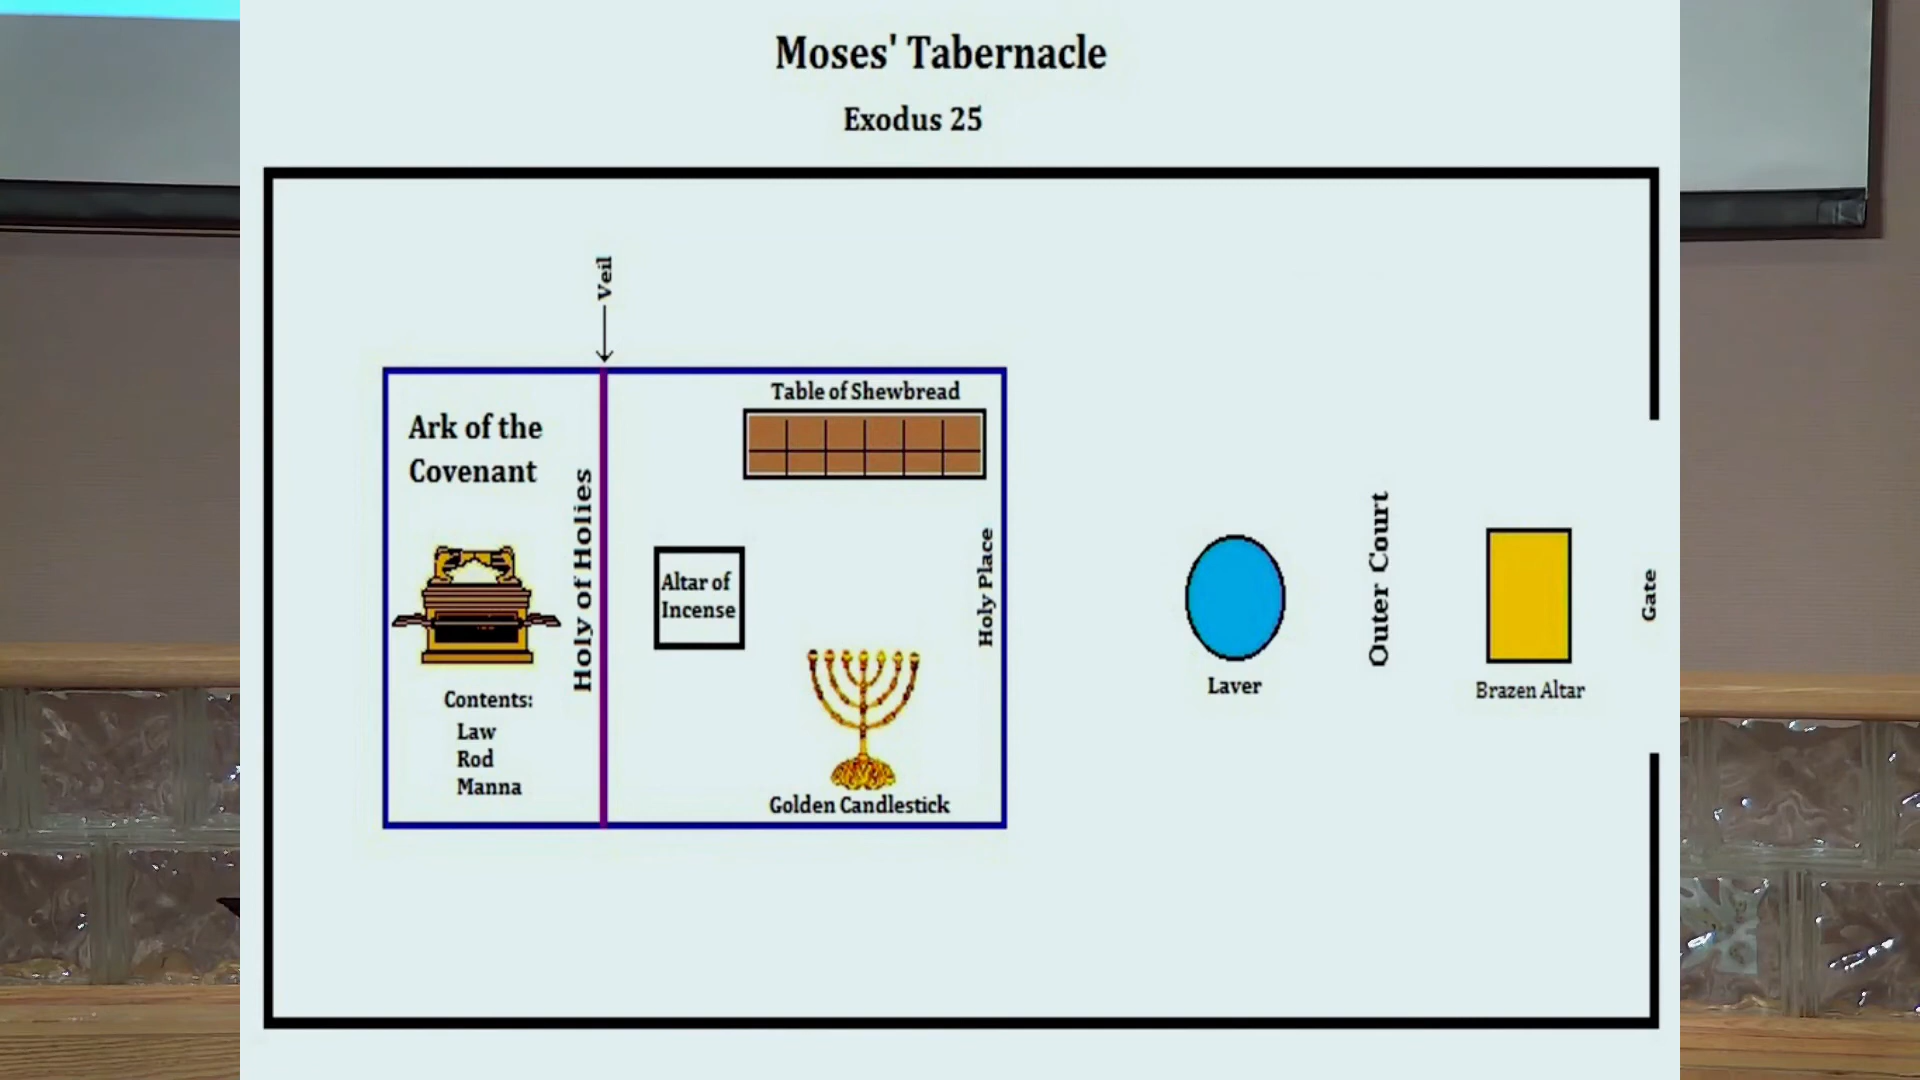 Moses' Tabernacle
Exodus 25
Veil
Ark of the
Covenant
Holy of Holies
Contents:
Law
Rod
Manna
Table of Shewbread
Altar of
Incense
Holy Place
Golden Candlestick
Laver
Outer Court
Brazen Altar
Gate